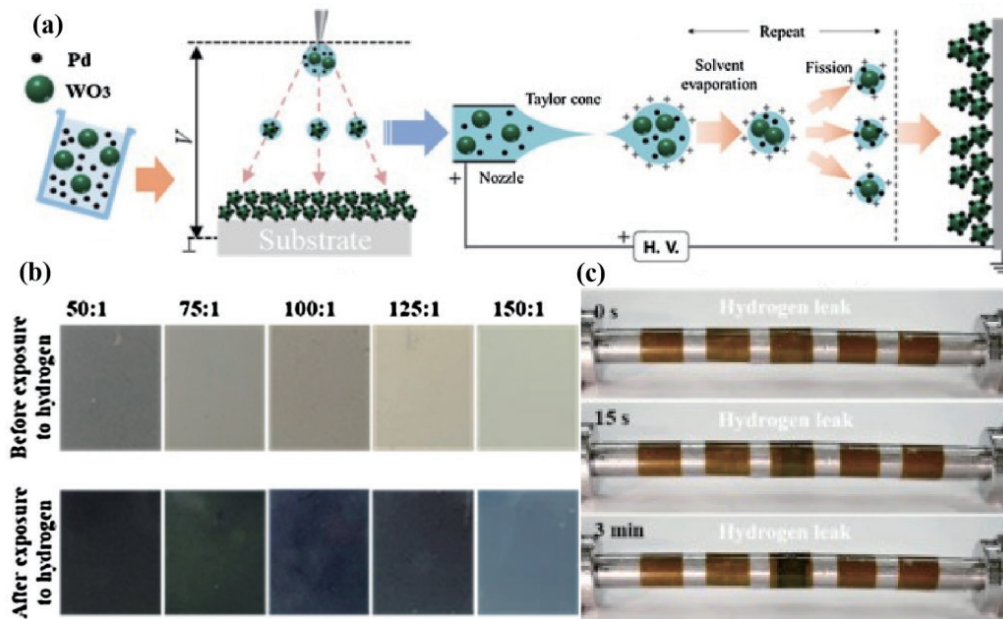 (a)
Pd
WO3
V
Substrate
Taylor conc
Nozzle
Repeat
Solvent
evaporation
Fission
+
+
H. V.
(b)
50:1 75:1 100:1 125:1 150:1
Before exposure
to hydrogen
After exposure
to hydrogen
(c)
Hydrogen leak
0 s
Hydrogen leak
15 s
Hydrogen leak
3 min